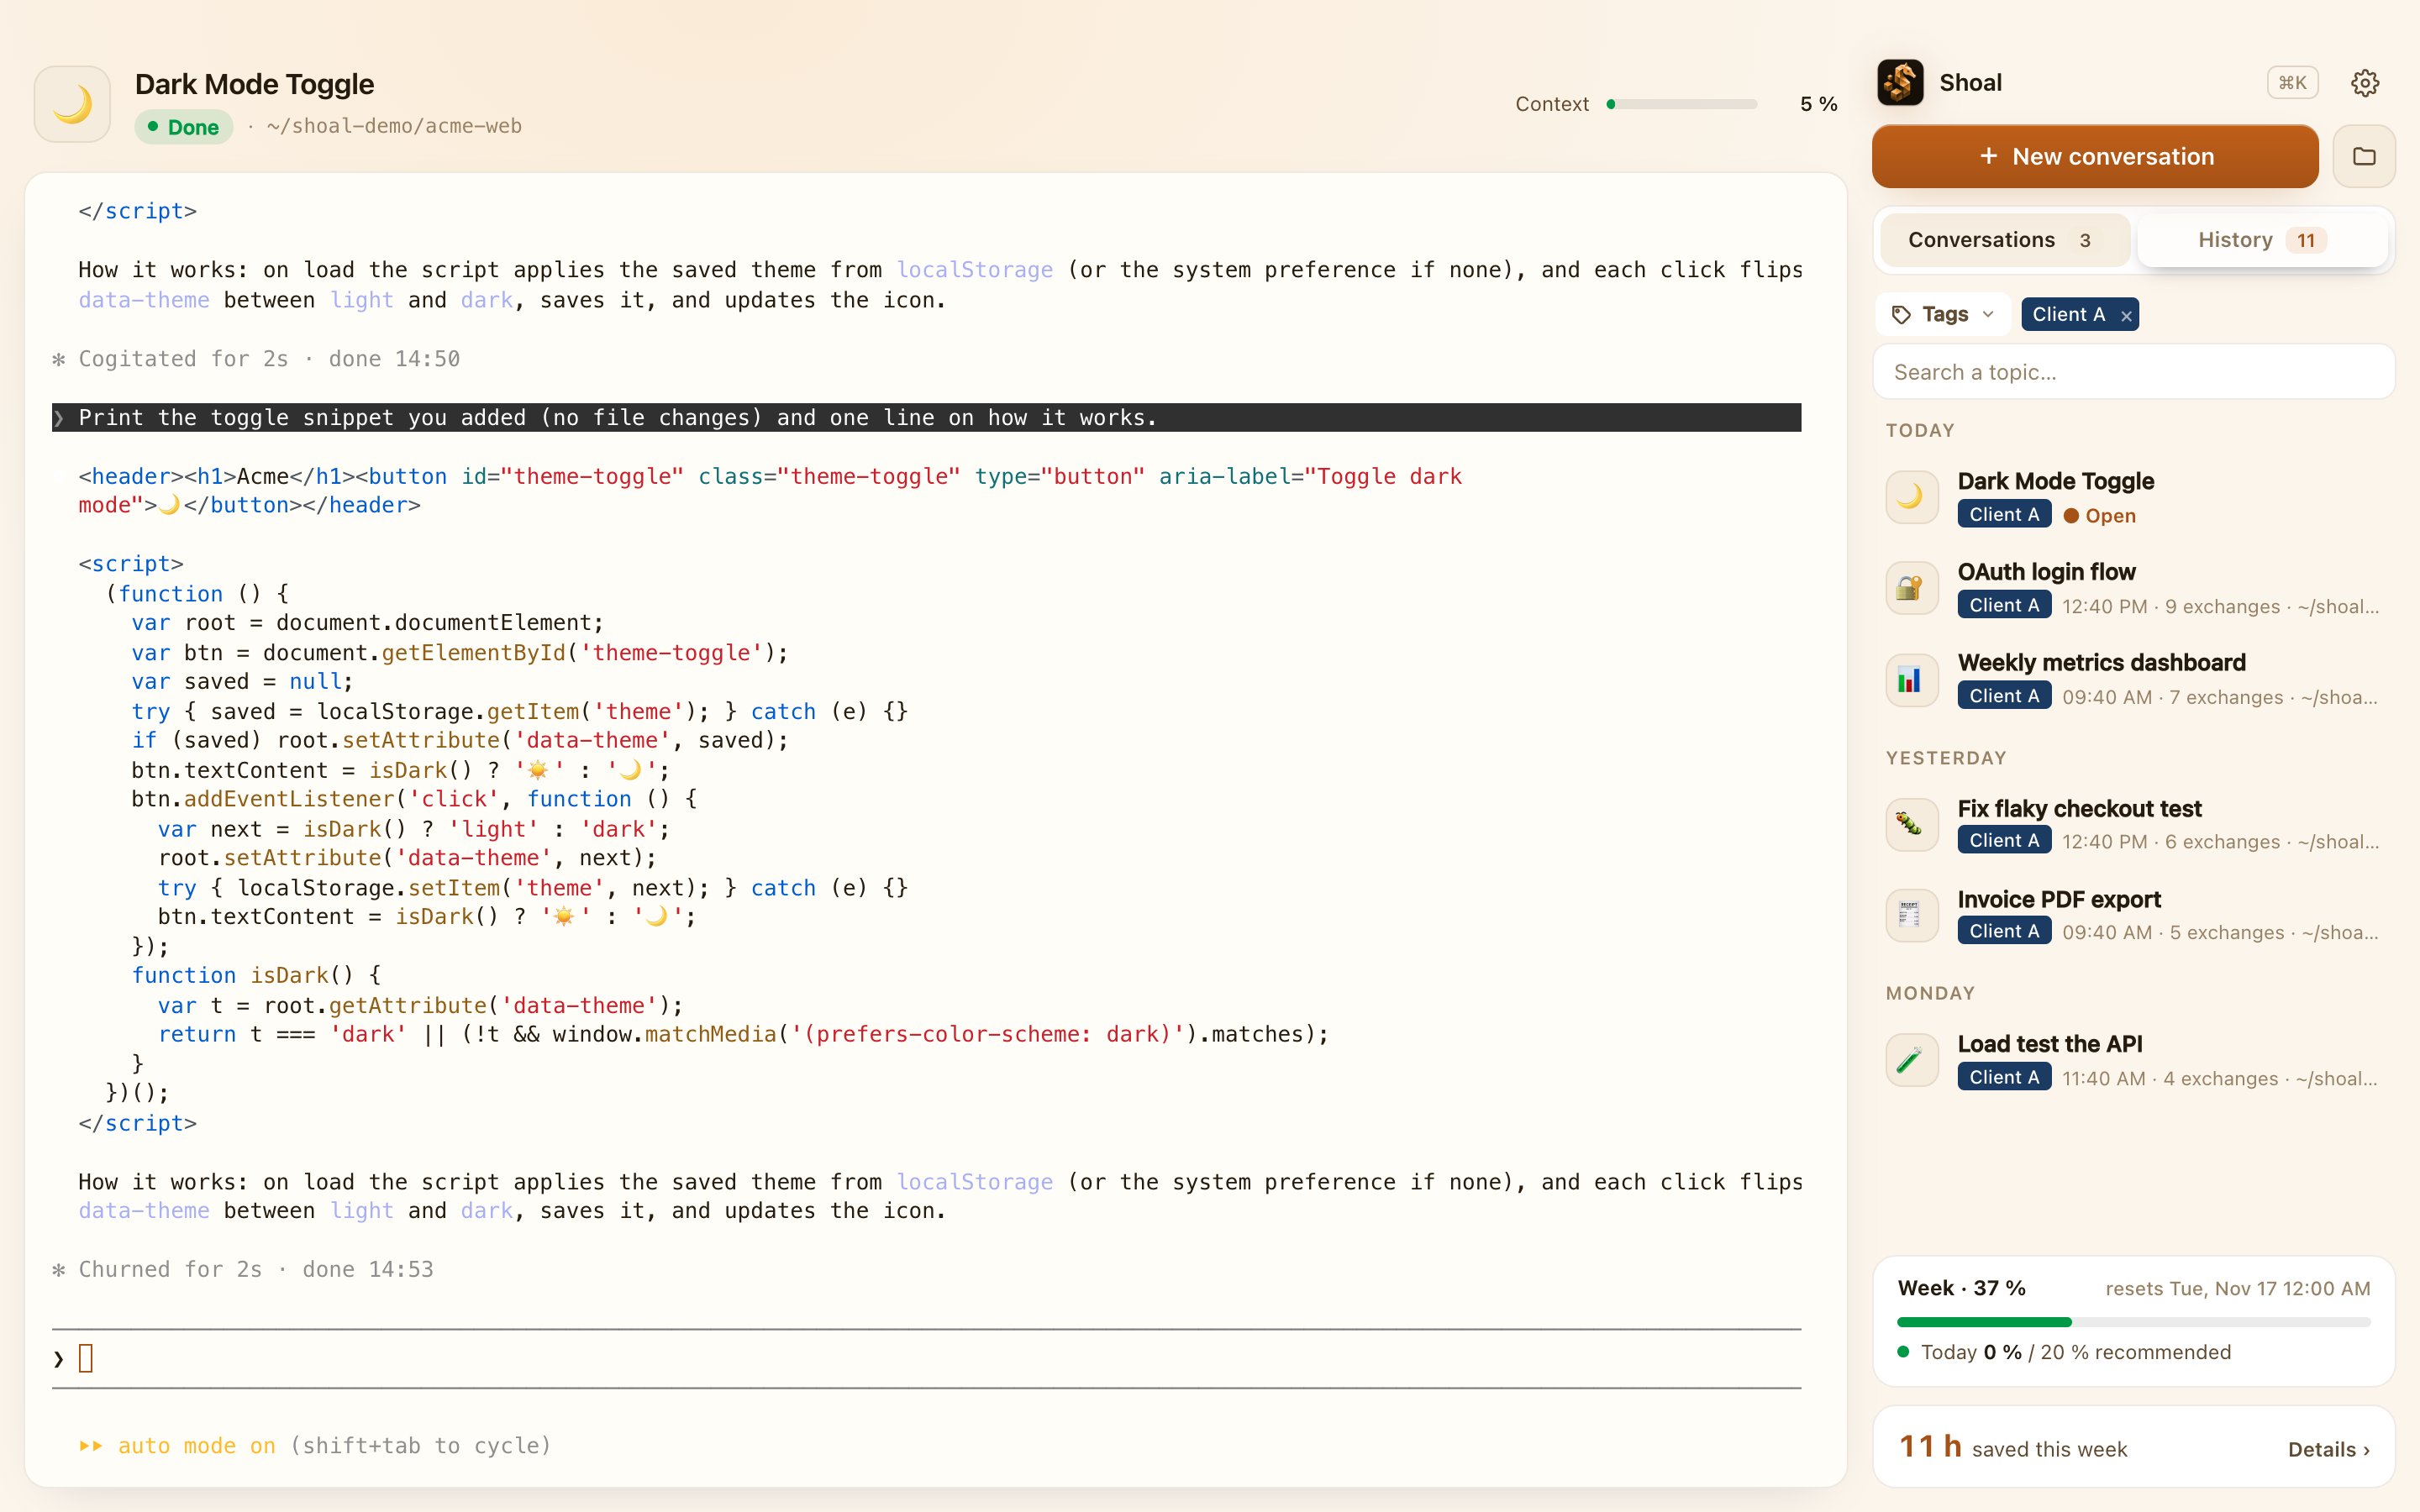 Dark Mode Toggle
Done · ~/shoal-demo/acme-web
Context 5 %
</script>
How it works: on load the script applies the saved theme from localStorage (or the system preference if none), and each click flips
data-theme between light and dark, saves it, and updates the icon.
✻ Cogitated for 2s · done 14:50
❯ Print the toggle snippet you added (no file changes) and one line on how it works.
<header><h1>Acme</h1><button id="theme-toggle" class="theme-toggle" type="button" aria-label="Toggle dark
mode">🌙</button></header>
<script>
(function () {
var root = document.documentElement;
var btn = document.getElementById('theme-toggle');
var saved = null;
try { saved = localStorage.getItem('theme'); } catch (e) {}
if (saved) root.setAttribute('data-theme', saved);
btn.textContent = isDark() ? '☀️' : '🌙';
btn.addEventListener('click', function () {
var next = isDark() ? 'light' : 'dark';
root.setAttribute('data-theme', next);
try { localStorage.setItem('theme', next); } catch (e) {}
btn.textContent = isDark() ? '☀️' : '🌙';
});
function isDark() {
var t = root.getAttribute('data-theme');
return t === 'dark' || (!t && window.matchMedia('(prefers-color-scheme: dark)').matches);
}
})();
</script>
How it works: on load the script applies the saved theme from localStorage (or the system preference if none), and each click flips
data-theme between light and dark, saves it, and updates the icon.
✻ Churned for 2s · done 14:53
❯
⏵⏵ auto mode on (shift+tab to cycle)
Shoal ⌘K
+ New conversation
Conversations 3 History 11
Tags Client A ×
Search a topic...
TODAY
Dark Mode Toggle
Client A Open
OAuth login flow
Client A 12:40 PM · 9 exchanges · ~/shoal...
Weekly metrics dashboard
Client A 09:40 AM · 7 exchanges · ~/shoa...
YESTERDAY
Fix flaky checkout test
Client A 12:40 PM · 6 exchanges · ~/shoal...
Invoice PDF export
Client A 09:40 AM · 5 exchanges · ~/shoa...
MONDAY
Load test the API
Client A 11:40 AM · 4 exchanges · ~/shoal...
Week · 37 % resets Tue, Nov 17 12:00 AM
Today 0 % / 20 % recommended
11 h saved this week Details ›